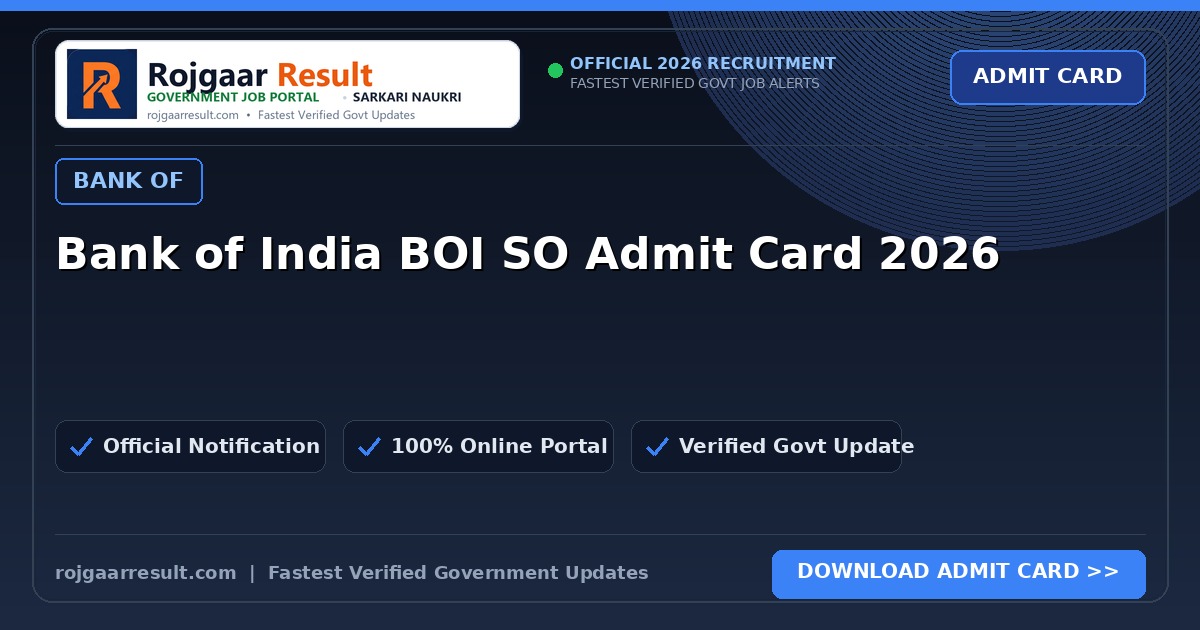 Rojgaar Result
GOVERNMENT JOB PORTAL • SARKARI NAUKRI
rojgaarresult.com • Fastest Verified Govt Updates
OFFICIAL 2026 RECRUITMENT
FASTEST VERIFIED GOVT JOB ALERTS
ADMIT CARD
BANK OF
Bank of India BOI SO Admit Card 2026
Official Notification
100% Online Portal
Verified Govt Update
rojgaarresult.com | Fastest Verified Government Updates
DOWNLOAD ADMIT CARD >>